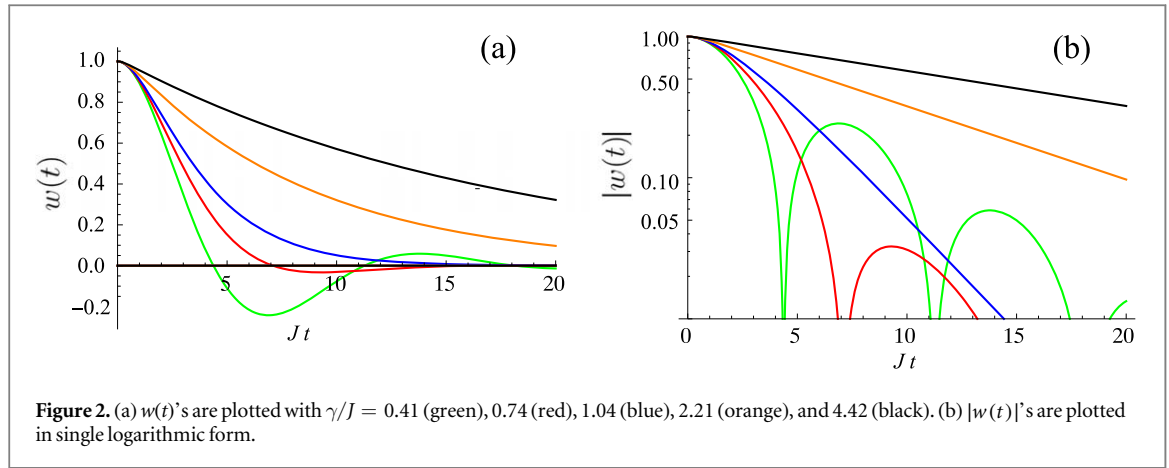 (a)
1.0
0.8
0.6
0.4
0.2
0.0
−0.2
5
10
15
20
w(t)
J t
(b)
1.00
0.50
0.10
0.05
0
5
10
15
20
|w(t)|
J t
Figure 2. (a) w(t)'s are plotted with γ/J = 0.41 (green), 0.74 (red), 1.04 (blue), 2.21 (orange), and 4.42 (black). (b) |w(t)|'s are plotted
in single logarithmic form.